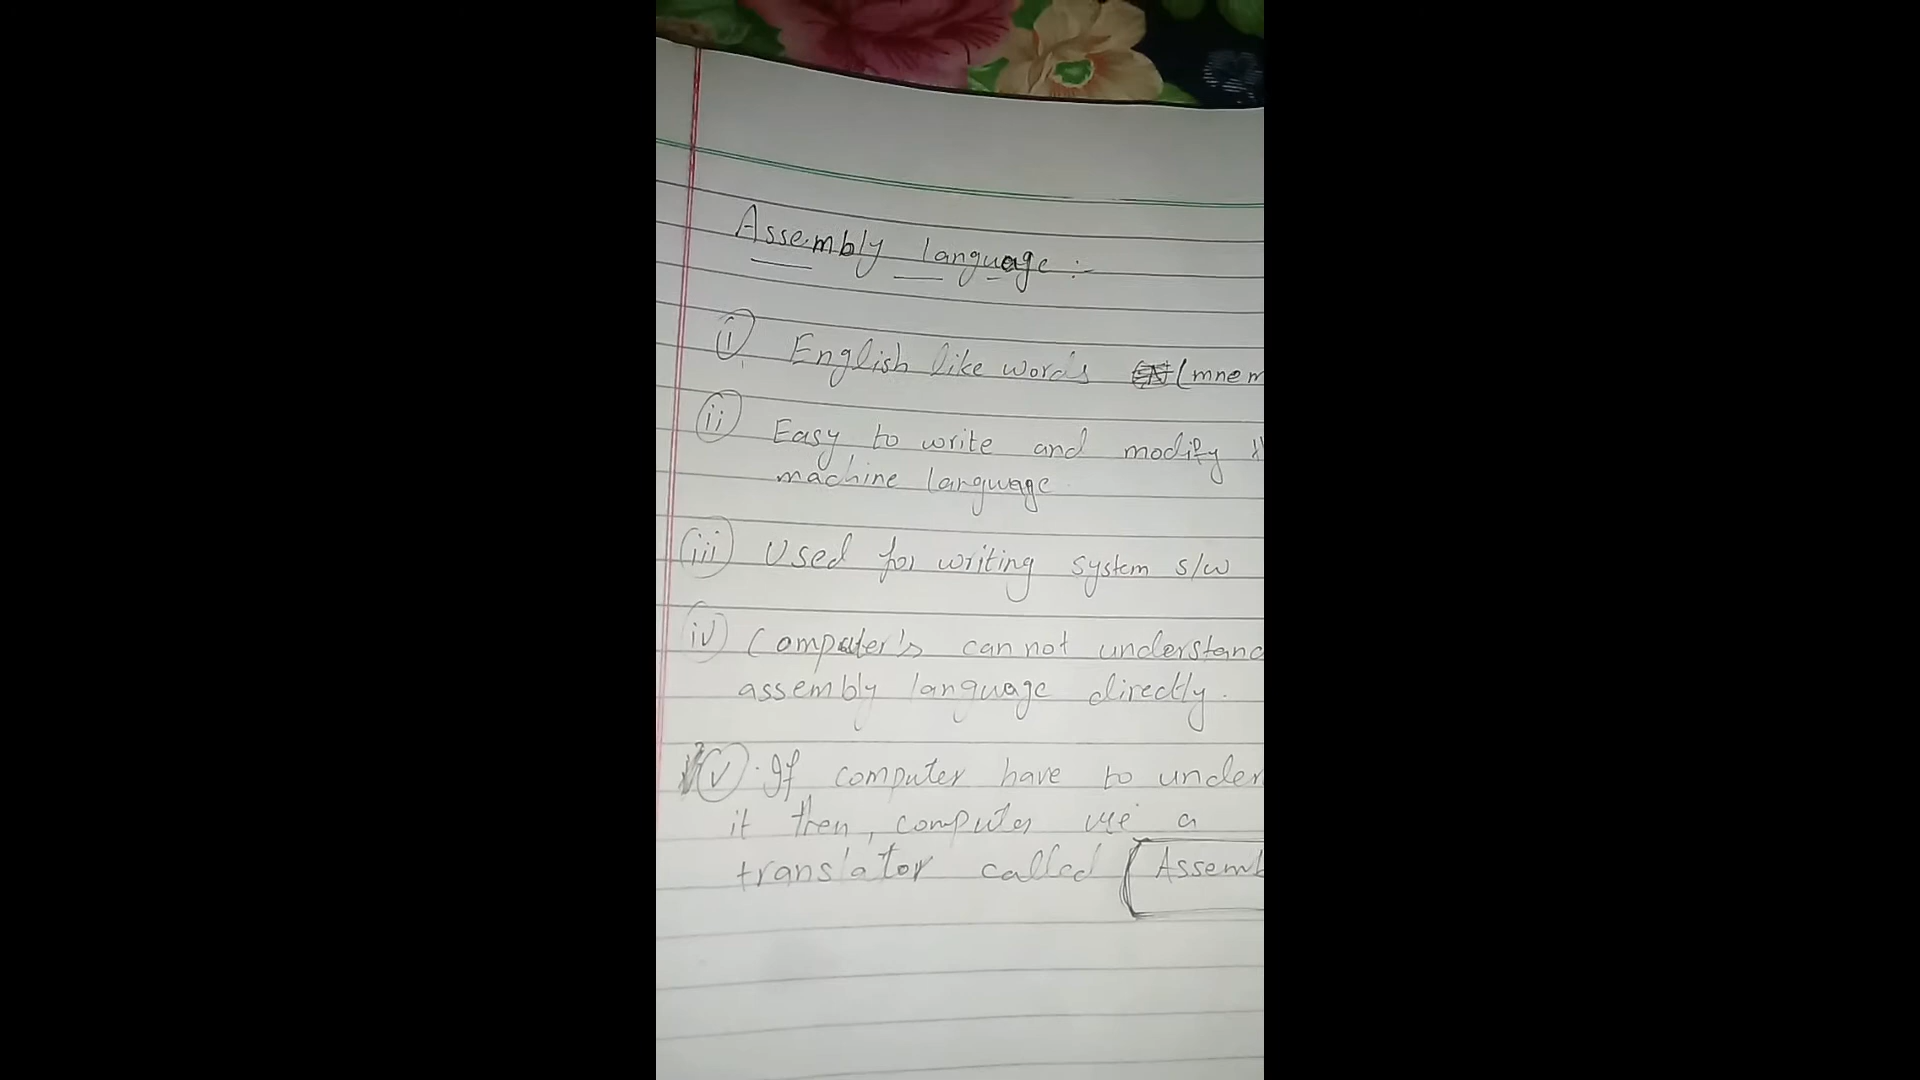 Assembly language :-
(i) English like words (mnem
(ii) Easy to write and modify
machine language
(iii) Used for writing system s/w
(iv) Computer's can not understand
assembly language directly.
(v) . If computer have to under
it then, computer use a
translator called Assemb